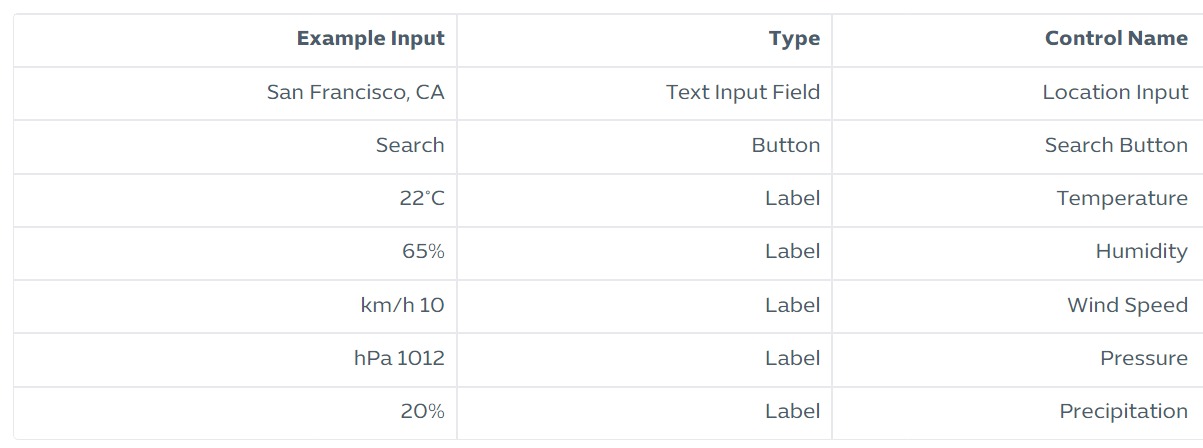 Example Input Type Control Name
San Francisco, CA Text Input Field Location Input
Search Button Search Button
22°C Label Temperature
65% Label Humidity
km/h 10 Label Wind Speed
hPa 1012 Label Pressure
20% Label Precipitation